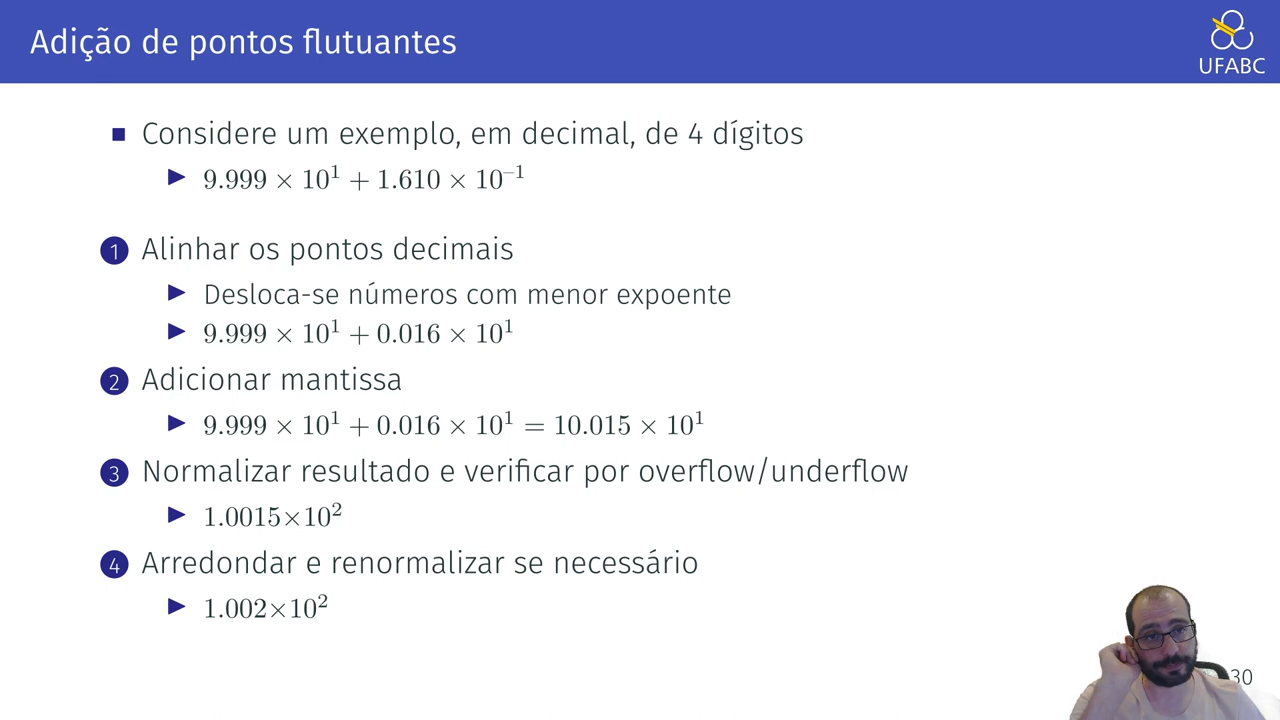 Adição de pontos flutuantes
UFABC
Considere um exemplo, em decimal, de 4 dígitos
9.999 × 10¹ + 1.610 × 10⁻¹
1 Alinhar os pontos decimais
Desloca-se números com menor expoente
9.999 × 10¹ + 0.016 × 10¹
2 Adicionar mantissa
9.999 × 10¹ + 0.016 × 10¹ = 10.015 × 10¹
3 Normalizar resultado e verificar por overflow/underflow
1.0015×10²
4 Arredondar e renormalizar se necessário
1.002×10²
30